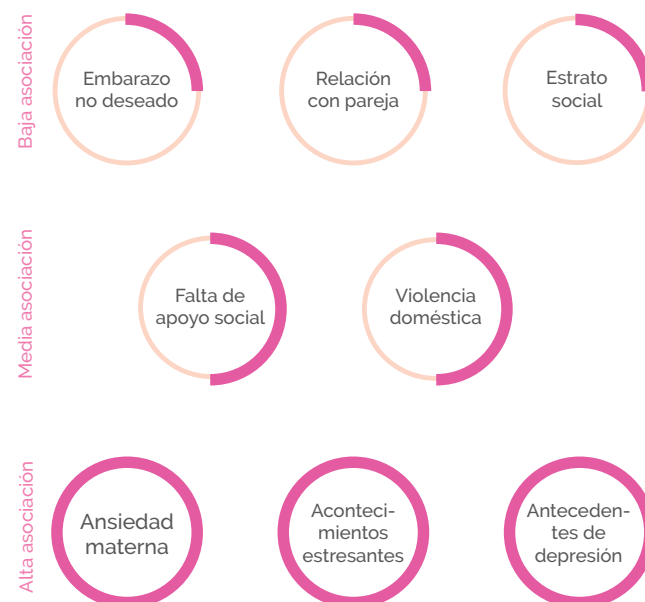 Baja asociación
Embarazo
no deseado
Relación
con pareja
Estrato
social
Media asociación
Falta de
apoyo social
Violencia
doméstica
Alta asociación
Ansiedad
materna
Aconteci-
mientos
estresantes
Anteceden-
tes de
depresión